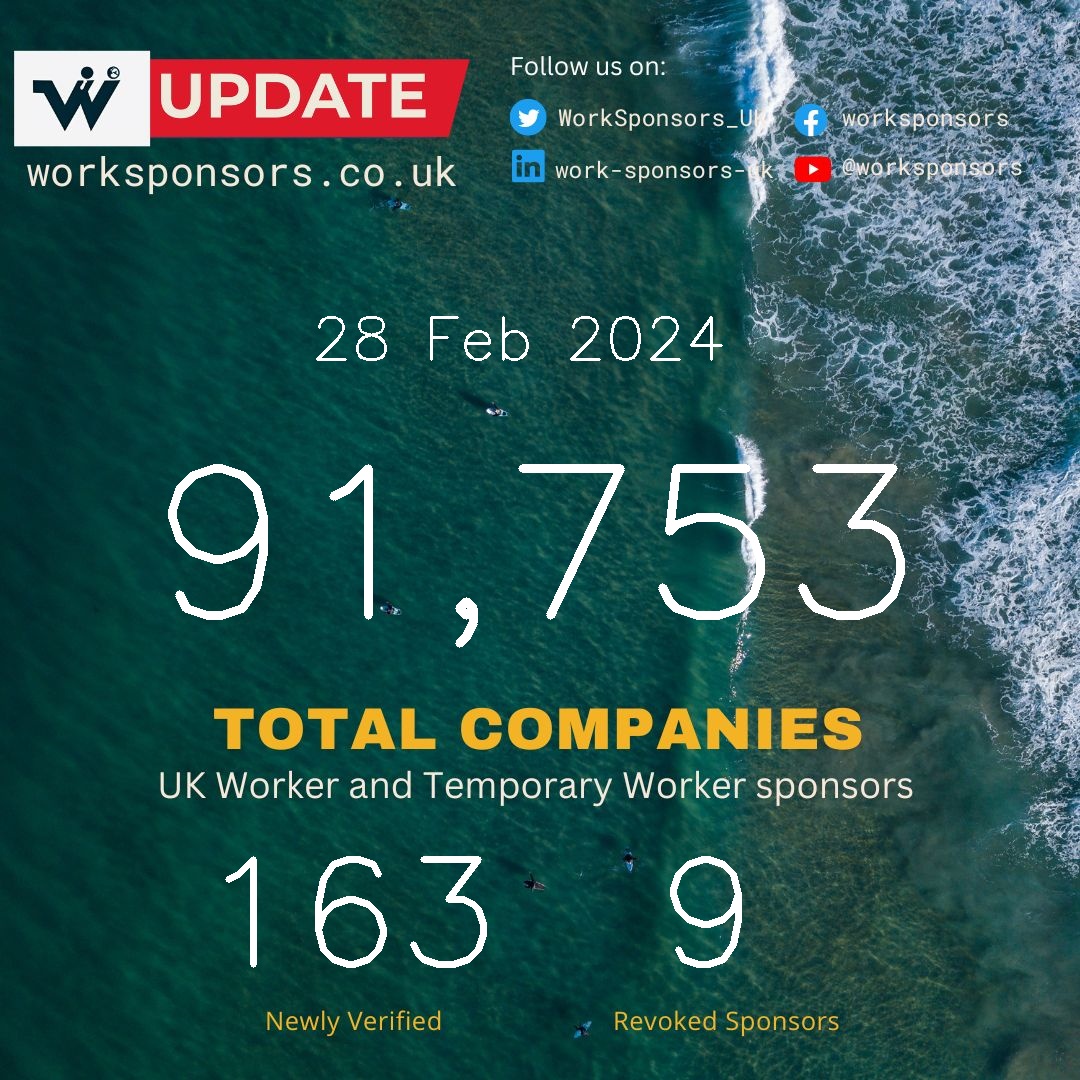 UPDATE
worksponsors.co.uk
Follow us on:
WorkSponsors_UK
worksponsors
work-sponsors-uk
@worksponsors
28 Feb 2024
91,753
TOTAL COMPANIES
UK Worker and Temporary Worker sponsors
163 9
Newly Verified Revoked Sponsors